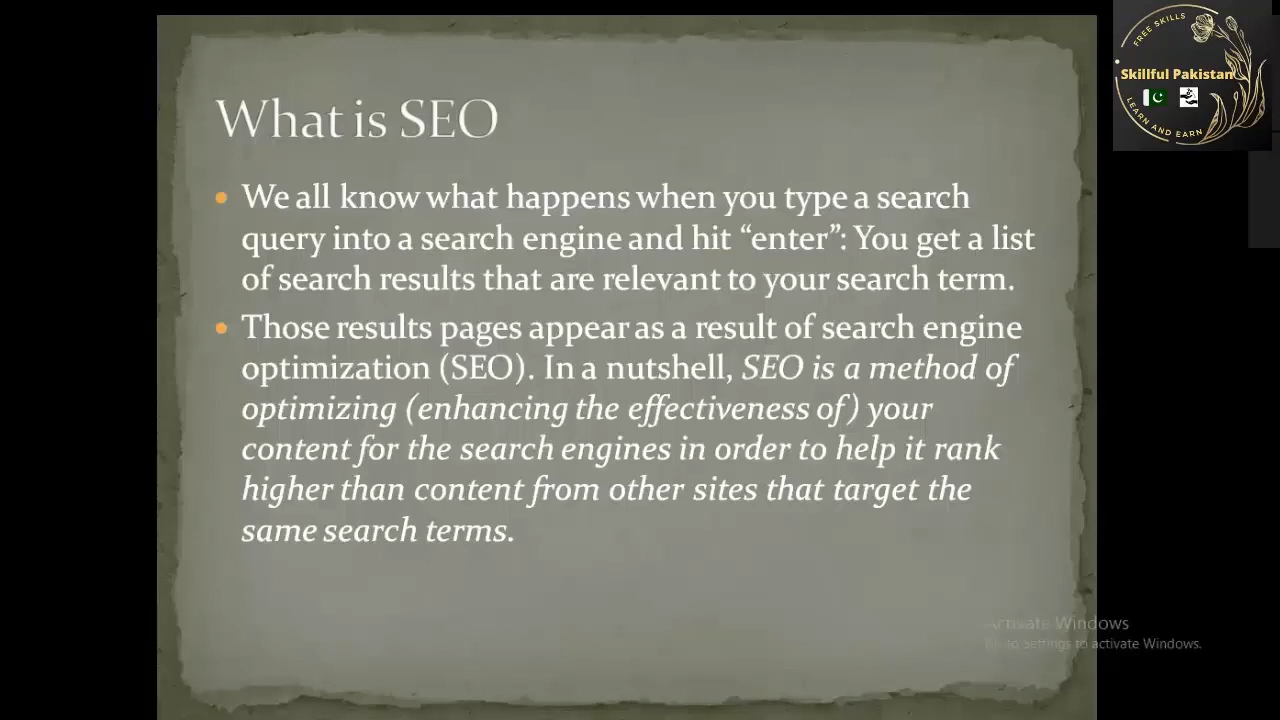 What is SEO
We all know what happens when you type a search
query into a search engine and hit “enter”: You get a list
of search results that are relevant to your search term.
Those results pages appear as a result of search engine
optimization (SEO). In a nutshell, SEO is a method of
optimizing (enhancing the effectiveness of) your
content for the search engines in order to help it rank
higher than content from other sites that target the
same search terms.
FREE SKILLS
Skillful Pakistan
LEARN AND EARN
Activate Windows
Go to Settings to activate Windows.